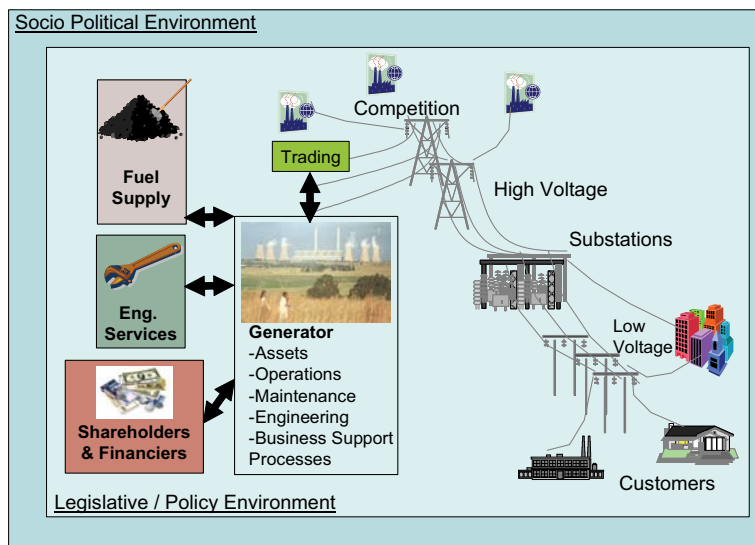 Socio Political Environment
Competition
Trading
Fuel
Supply
High Voltage
Substations
Eng.
Services
Low
Voltage
Generator
-Assets
-Operations
-Maintenance
-Engineering
-Business Support
Processes
Shareholders
& Financiers
Customers
Legislative / Policy Environment